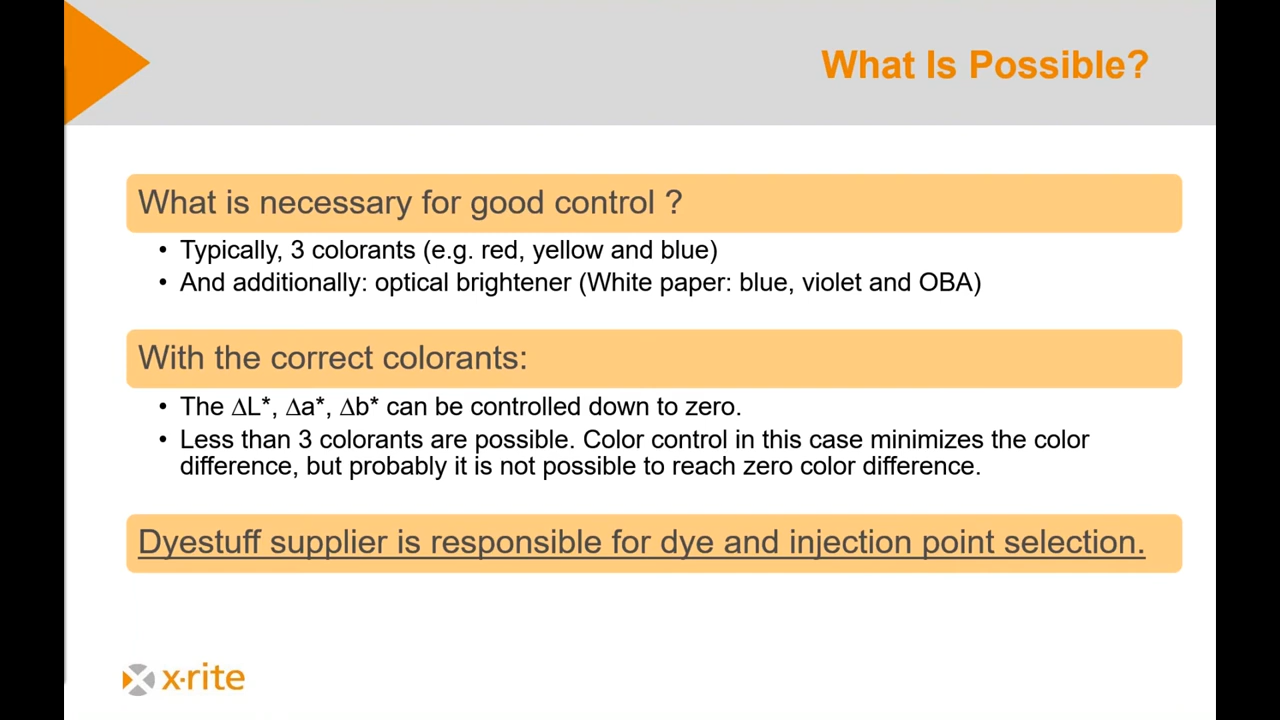 What Is Possible?
What is necessary for good control ?
• Typically, 3 colorants (e.g. red, yellow and blue)
• And additionally: optical brightener (White paper: blue, violet and OBA)
With the correct colorants:
• The ΔL*, Δa*, Δb* can be controlled down to zero.
• Less than 3 colorants are possible. Color control in this case minimizes the color
difference, but probably it is not possible to reach zero color difference.
Dyestuff supplier is responsible for dye and injection point selection.
x·rite